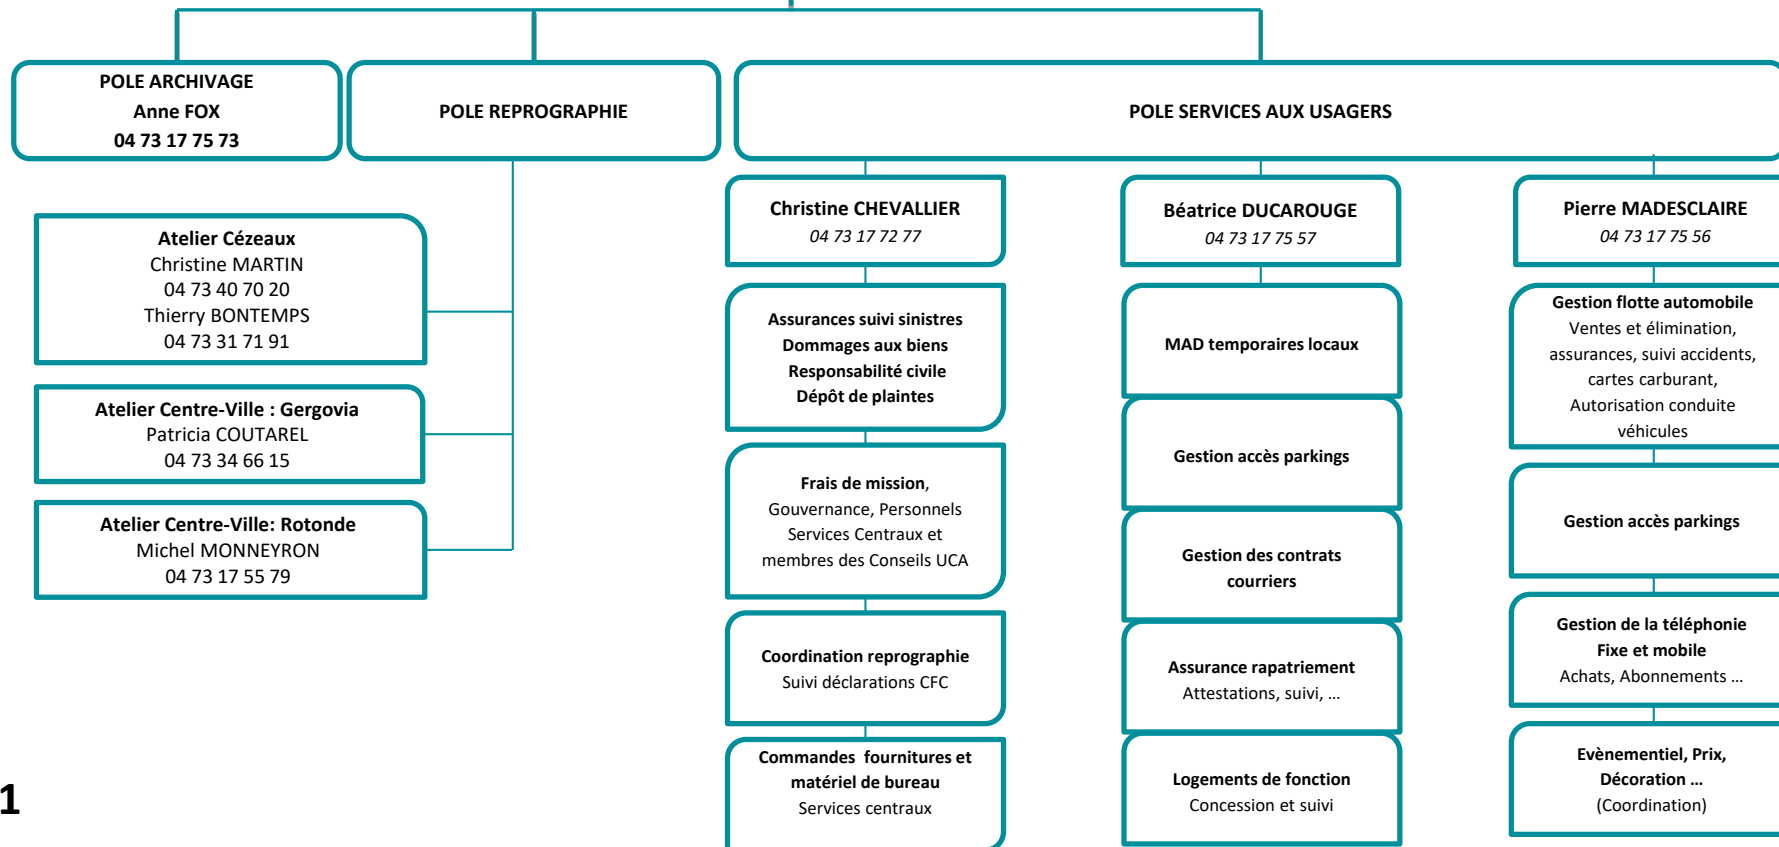 POLE ARCHIVAGE
Anne FOX
04 73 17 75 73
POLE REPROGRAPHIE
POLE SERVICES AUX USAGERS
Atelier Cézeaux
Christine MARTIN
04 73 40 70 20
Thierry BONTEMPS
04 73 31 71 91
Atelier Centre-Ville : Gergovia
Patricia COUTAREL
04 73 34 66 15
Atelier Centre-Ville: Rotonde
Michel MONNEYRON
04 73 17 55 79
Christine CHEVALLIER
04 73 17 72 77
Assurances suivi sinistres
Dommages aux biens
Responsabilité civile
Dépôt de plaintes
Frais de mission,
Gouvernance, Personnels
Services Centraux et
membres des Conseils UCA
Coordination reprographie
Suivi déclarations CFC
Commandes fournitures et
matériel de bureau
Services centraux
Béatrice DUCAROUGE
04 73 17 75 57
MAD temporaires locaux
Gestion accès parkings
Gestion des contrats
courriers
Assurance rapatriement
Attestations, suivi, ...
Logements de fonction
Concession et suivi
Pierre MADESCLAIRE
04 73 17 75 56
Gestion flotte automobile
Ventes et élimination,
assurances, suivi accidents,
cartes carburant,
Autorisation conduite
véhicules
Gestion accès parkings
Gestion de la téléphonie
Fixe et mobile
Achats, Abonnements ...
Evènementiel, Prix,
Décoration ...
(Coordination)
1